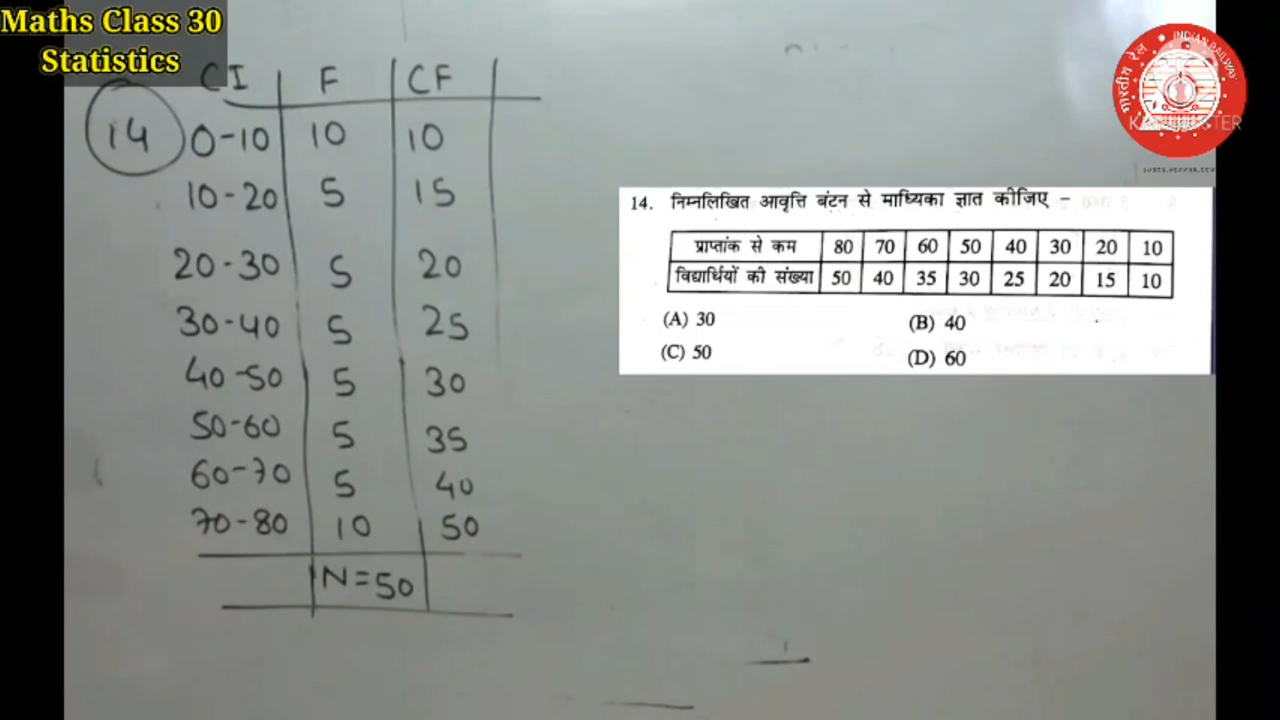 Maths Class 30
Statistics
CI F CF
14 0-10 10 10
10-20 5 15
20-30 5 20
30-40 5 25
40-50 5 30
50-60 5 35
60-70 5 40
70-80 10 50
N=50
भारतीय रेल INDIAN RAILWAY
14. निम्नलिखित आवृत्ति बंटन से माध्यिका ज्ञात कीजिए –
प्राप्तांक से कम 80 70 60 50 40 30 20 10
विद्यार्थियों की संख्या 50 40 35 30 25 20 15 10
(A) 30 (B) 40
(C) 50 (D) 60